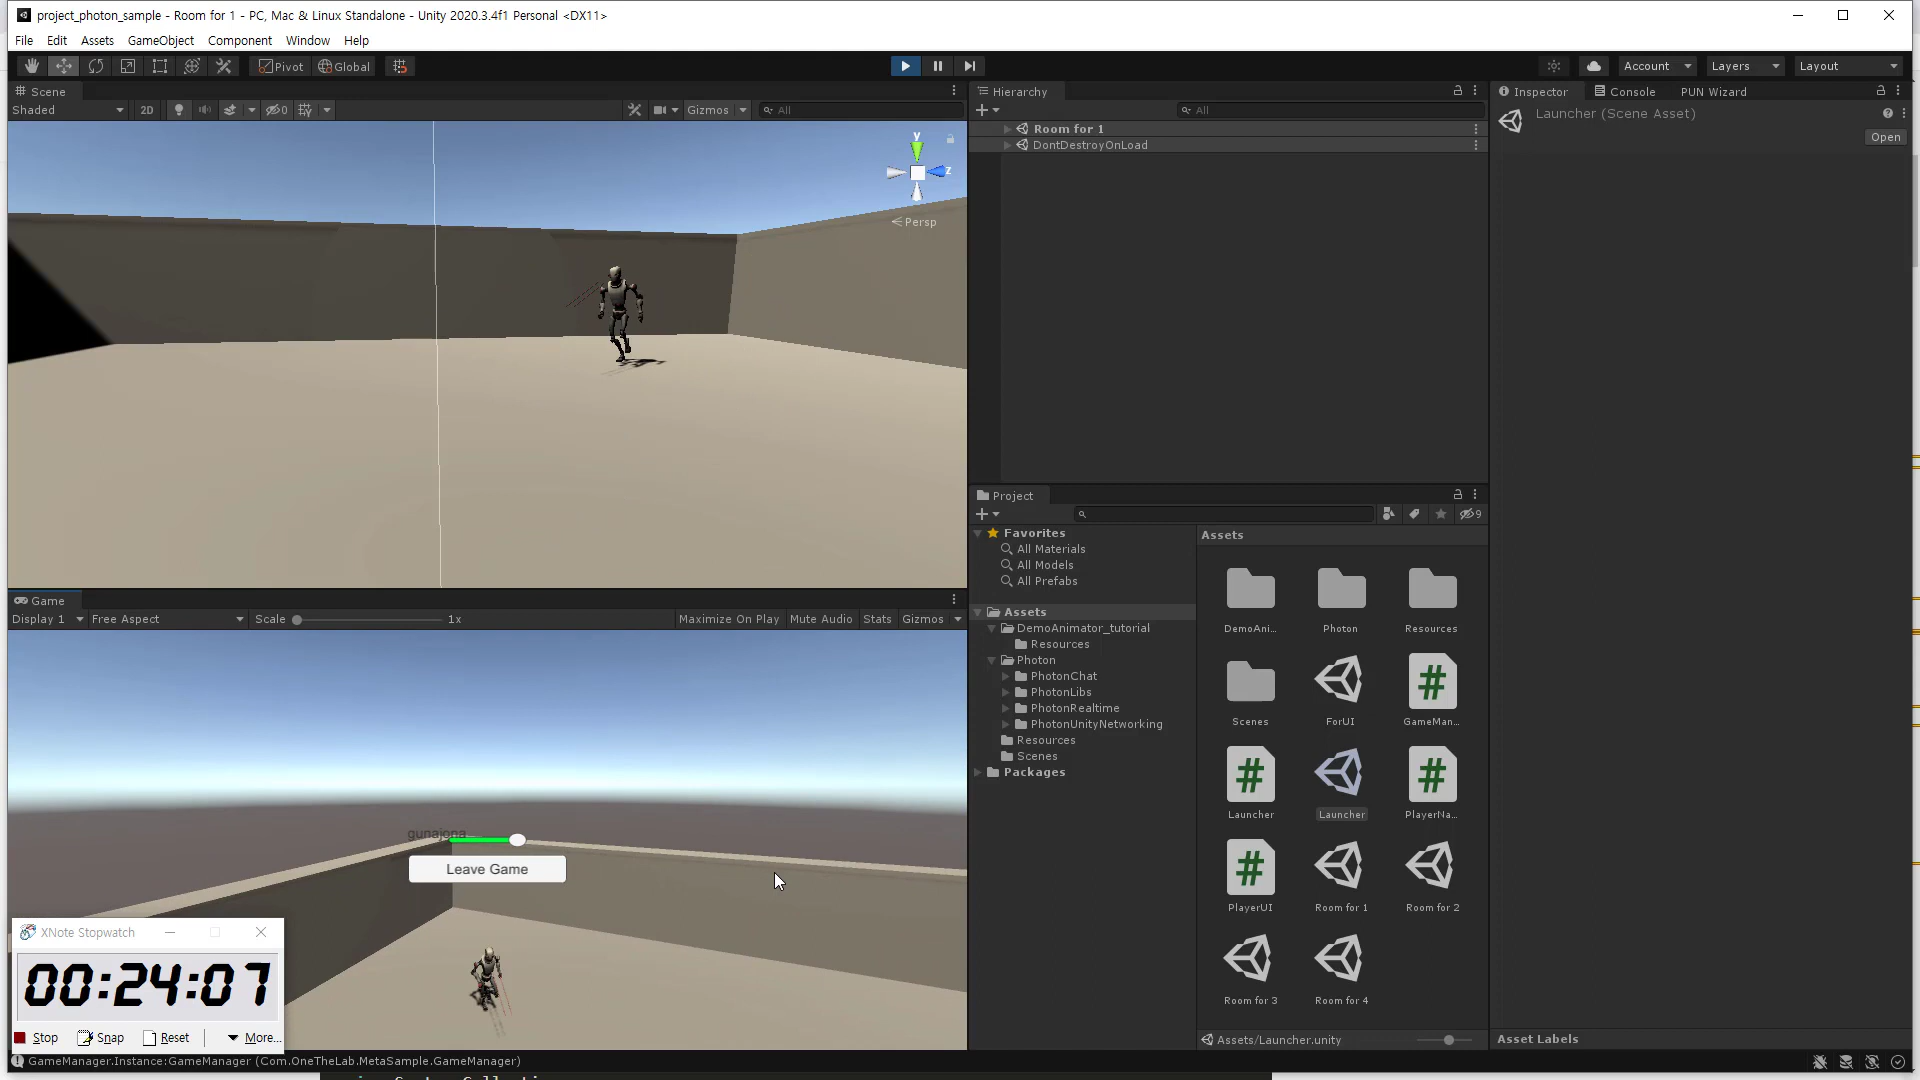 project_photon_sample - Room for 1 - PC, Mac & Linux Standalone - Unity 2020.3.4f1 Personal <DX11>
File Edit Assets GameObject Component Window Help
Pivot Global Account Layers Layout
Scene
Shaded 2D 0 Gizmos All
y
z
Persp
Hierarchy
All
Room for 1
DontDestroyOnLoad
Inspector Console PUN Wizard
Launcher (Scene Asset)
Open
Project
9
Favorites
All Materials
All Models
All Prefabs
Assets
DemoAnimator_tutorial
Resources
Photon
PhotonChat
PhotonLibs
PhotonRealtime
PhotonUnityNetworking
Resources
Scenes
Packages
Assets
DemoAni... Photon Resources
Scenes ForUI GameMan...
Launcher Launcher PlayerNa...
PlayerUI Room for 1 Room for 2
Room for 3 Room for 4
Assets/Launcher.unity
Asset Labels
Game
Display 1 Free Aspect Scale 1x Maximize On Play Mute Audio Stats Gizmos
gunajona
Leave Game
XNote Stopwatch
00:24:07
Stop Snap Reset More...
GameManager.Instance:GameManager (Com.OneTheLab.MetaSample.GameManager)